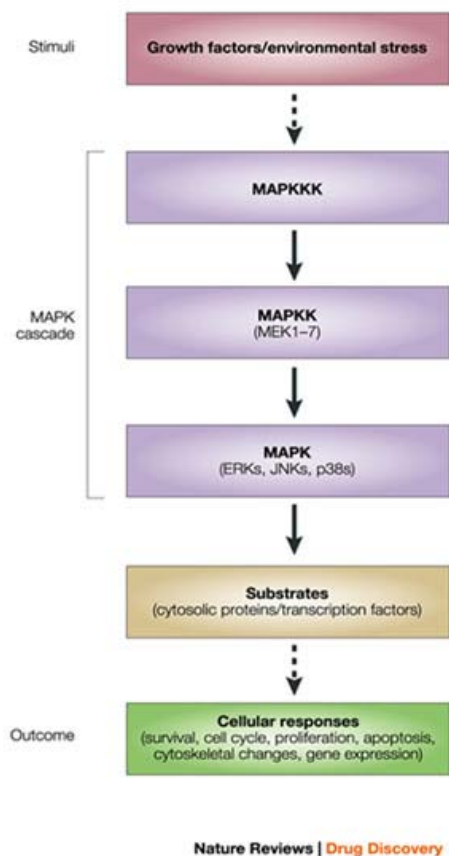 Stimuli
Growth factors/environmental stress
MAPKKK
MAPK
cascade
MAPKK
(MEK1–7)
MAPK
(ERKs, JNKs, p38s)
Substrates
(cytosolic proteins/transcription factors)
Outcome
Cellular responses
(survival, cell cycle, proliferation, apoptosis,
cytoskeletal changes, gene expression)
Nature Reviews | Drug Discovery